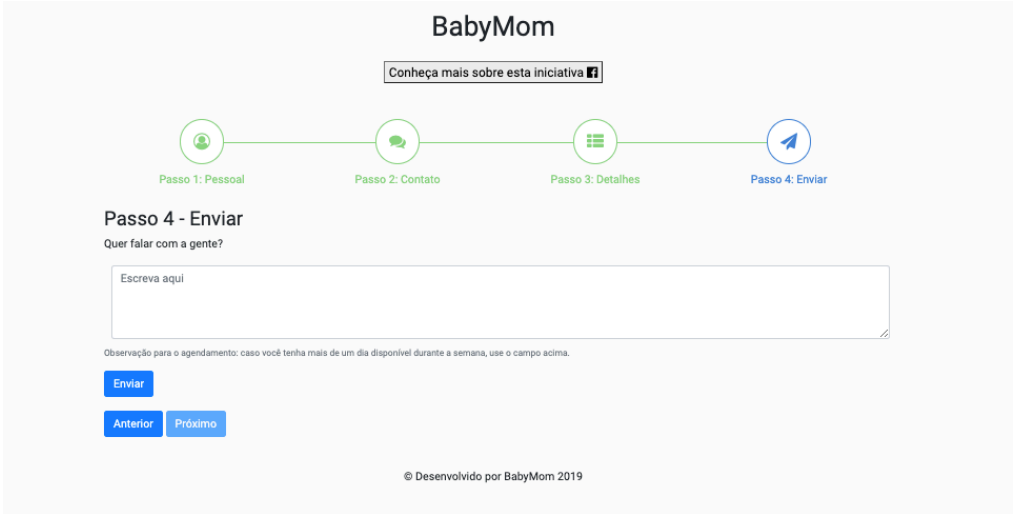 BabyMom
Conheça mais sobre esta iniciativa
Passo 1: Pessoal
Passo 2: Contato
Passo 3: Detalhes
Passo 4: Enviar
Passo 4 - Enviar
Quer falar com a gente?
Escreva aqui
Observação para o agendamento: caso você tenha mais de um dia disponível durante a semana, use o campo acima.
Enviar
Anterior Próximo
© Desenvolvido por BabyMom 2019